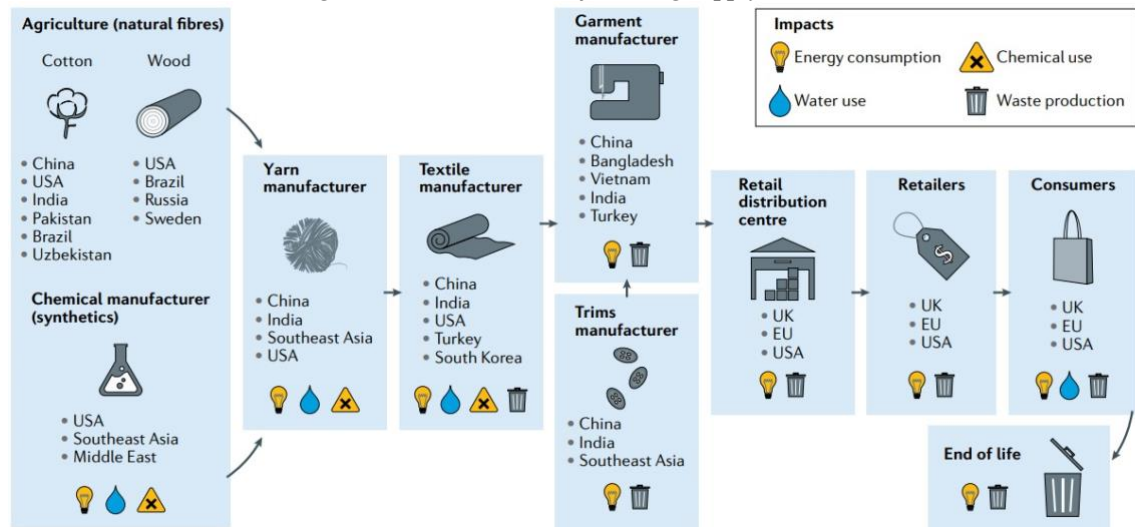 Agriculture (natural fibres)
Cotton
Wood
• China
• USA
• India
• Pakistan
• Brazil
• Uzbekistan
• USA
• Brazil
• Russia
• Sweden
Chemical manufacturer
(synthetics)
• USA
• Southeast Asia
• Middle East
Yarn
manufacturer
• China
• India
• Southeast Asia
• USA
Textile
manufacturer
• China
• India
• USA
• Turkey
• South Korea
Garment
manufacturer
• China
• Bangladesh
• Vietnam
• India
• Turkey
Trims
manufacturer
• China
• India
• Southeast Asia
Impacts
Energy consumption
Chemical use
Water use
Waste production
Retail
distribution
centre
• UK
• EU
• USA
Retailers
$
• UK
• EU
• USA
Consumers
• UK
• EU
• USA
End of life